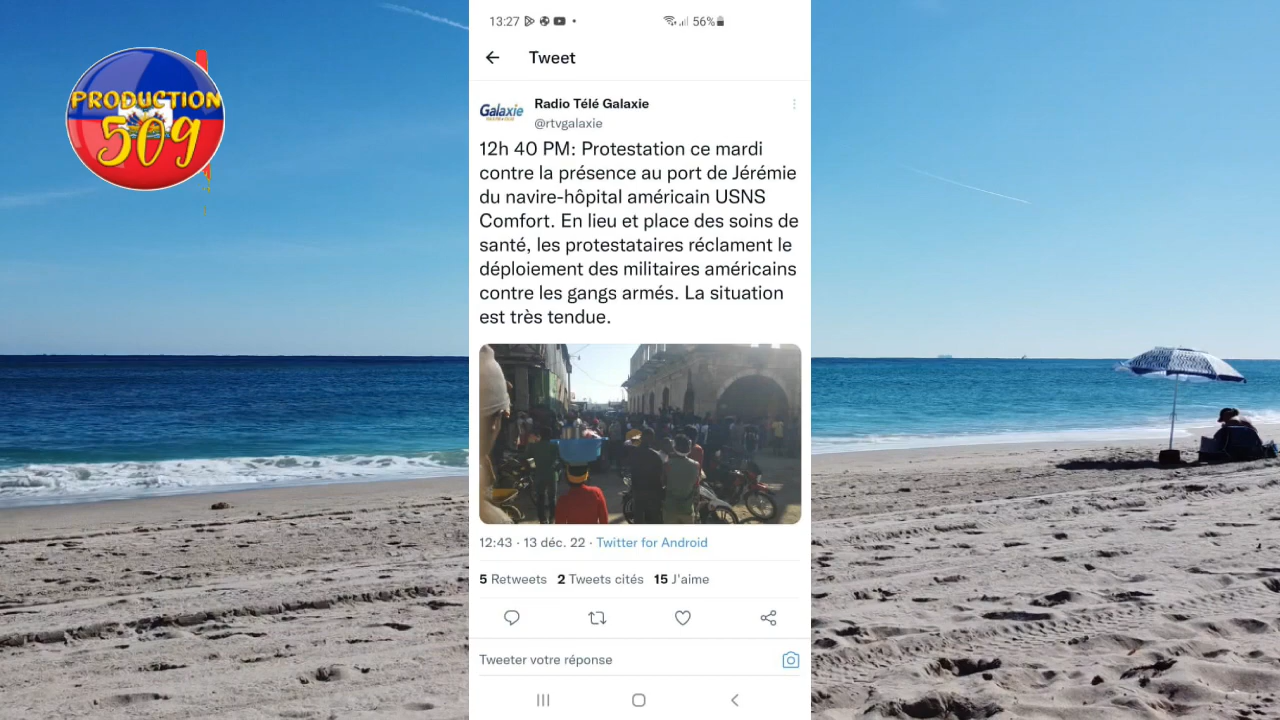 PRODUCTION
509
13:27
56%
Tweet
Galaxie
Radio Télé Galaxie
@rtvgalaxie
12h 40 PM: Protestation ce mardi
contre la présence au port de Jérémie
du navire-hôpital américain USNS
Comfort. En lieu et place des soins de
santé, les protestataires réclament le
déploiement des militaires américains
contre les gangs armés. La situation
est très tendue.
12:43 · 13 déc. 22 · Twitter for Android
5 Retweets 2 Tweets cités 15 J'aime
Tweeter votre réponse